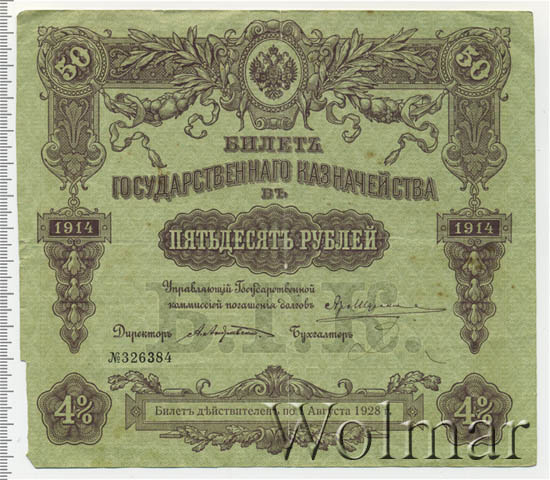 50 50
БИЛЕТЪ
ГОСУДАРСТВЕННАГО КАЗНАЧЕЙСТВА
ВЪ
1914 1914
ПЯТЬДЕСЯТЪ РУБЛЕЙ
Управляющій Государственной
коммиссіей погашенія долговъ
Директоръ Бухгалтеръ
№326384
4% 4%
Билетъ дѣйствителенъ по 1 Августа 1928 г.
Wolmar